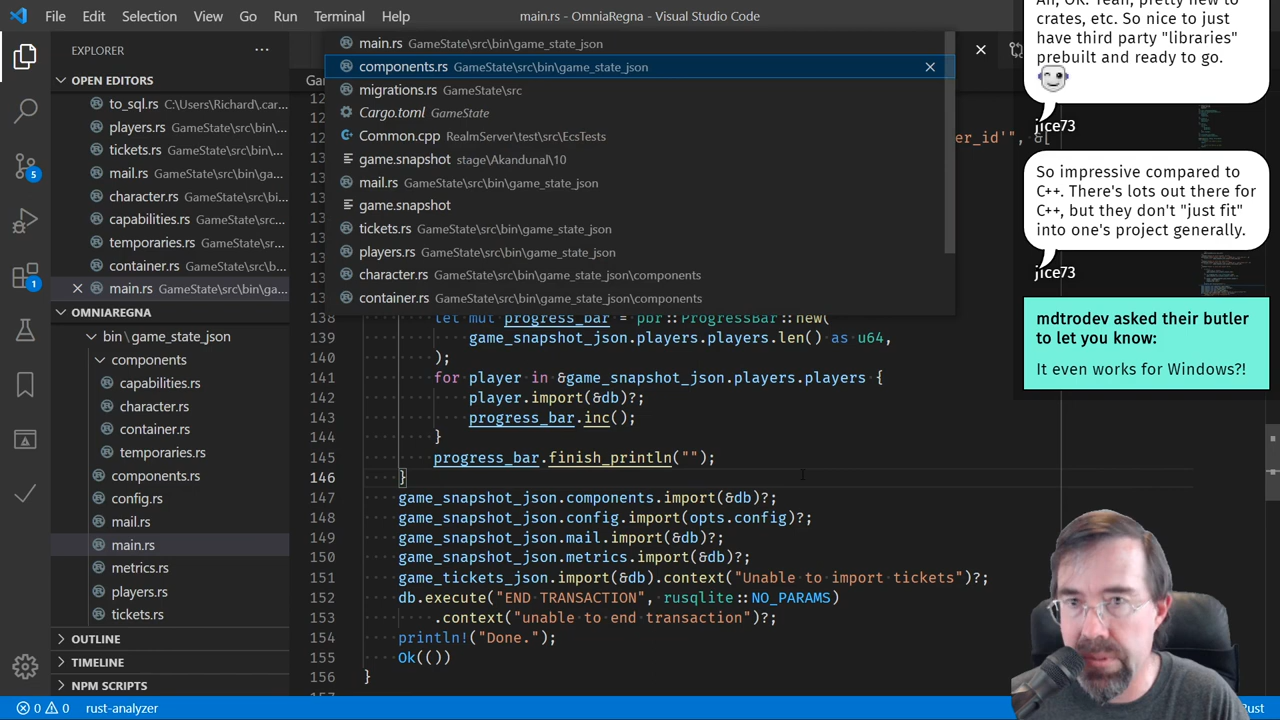 File Edit Selection View Go Run Terminal Help
main.rs - OmniaRegna - Visual Studio Code
EXPLORER
OPEN EDITORS
to_sql.rs C:\Users\Richard\.car...
players.rs GameState\src\bin\...
tickets.rs GameState\src\bin\...
mail.rs GameState\src\bin\ga...
character.rs GameState\src\bi...
capabilities.rs GameState\src...
temporaries.rs GameState\src...
container.rs GameState\src\b...
main.rs GameState\src\bin\ga...
OMNIAREGNA
bin\game_state_json
components
capabilities.rs
character.rs
container.rs
temporaries.rs
components.rs
config.rs
mail.rs
main.rs
metrics.rs
players.rs
tickets.rs
OUTLINE
TIMELINE
NPM SCRIPTS
5
1
main.rs GameState\src\bin\game_state_json
components.rs GameState\src\bin\game_state_json
migrations.rs GameState\src
Cargo.toml GameState
Common.cpp RealmServer\test\src\EcsTests
game.snapshot stage\Akandunal\10
mail.rs GameState\src\bin\game_state_json
game.snapshot
tickets.rs GameState\src\bin\game_state_json
players.rs GameState\src\bin\game_state_json
character.rs GameState\src\bin\game_state_json\components
container.rs GameState\src\bin\game_state_json\components
er_id'", &[
138 let mut progress_bar = pbr::ProgressBar::new(
139 game_snapshot_json.players.players.len() as u64,
140 );
141 for player in &game_snapshot_json.players.players {
142 player.import(&db)?;
143 progress_bar.inc();
144 }
145 progress_bar.finish_println("");
146 }
147 game_snapshot_json.components.import(&db)?;
148 game_snapshot_json.config.import(opts.config)?;
149 game_snapshot_json.mail.import(&db)?;
150 game_snapshot_json.metrics.import(&db)?;
151 game_tickets_json.import(&db).context("Unable to import tickets")?;
152 db.execute("END TRANSACTION", rusqlite::NO_PARAMS)
153 .context("unable to end transaction")?;
154 println!("Done.");
155 Ok(())
156 }
crates, etc. So nice to just
have third party "libraries"
prebuilt and ready to go.
jice73
So impressive compared to
C++. There's lots out there for
C++, but they don't "just fit"
into one's project generally.
jice73
mdtrodev asked their butler
to let you know:
It even works for Windows?!
0 0 rust-analyzer
Rust